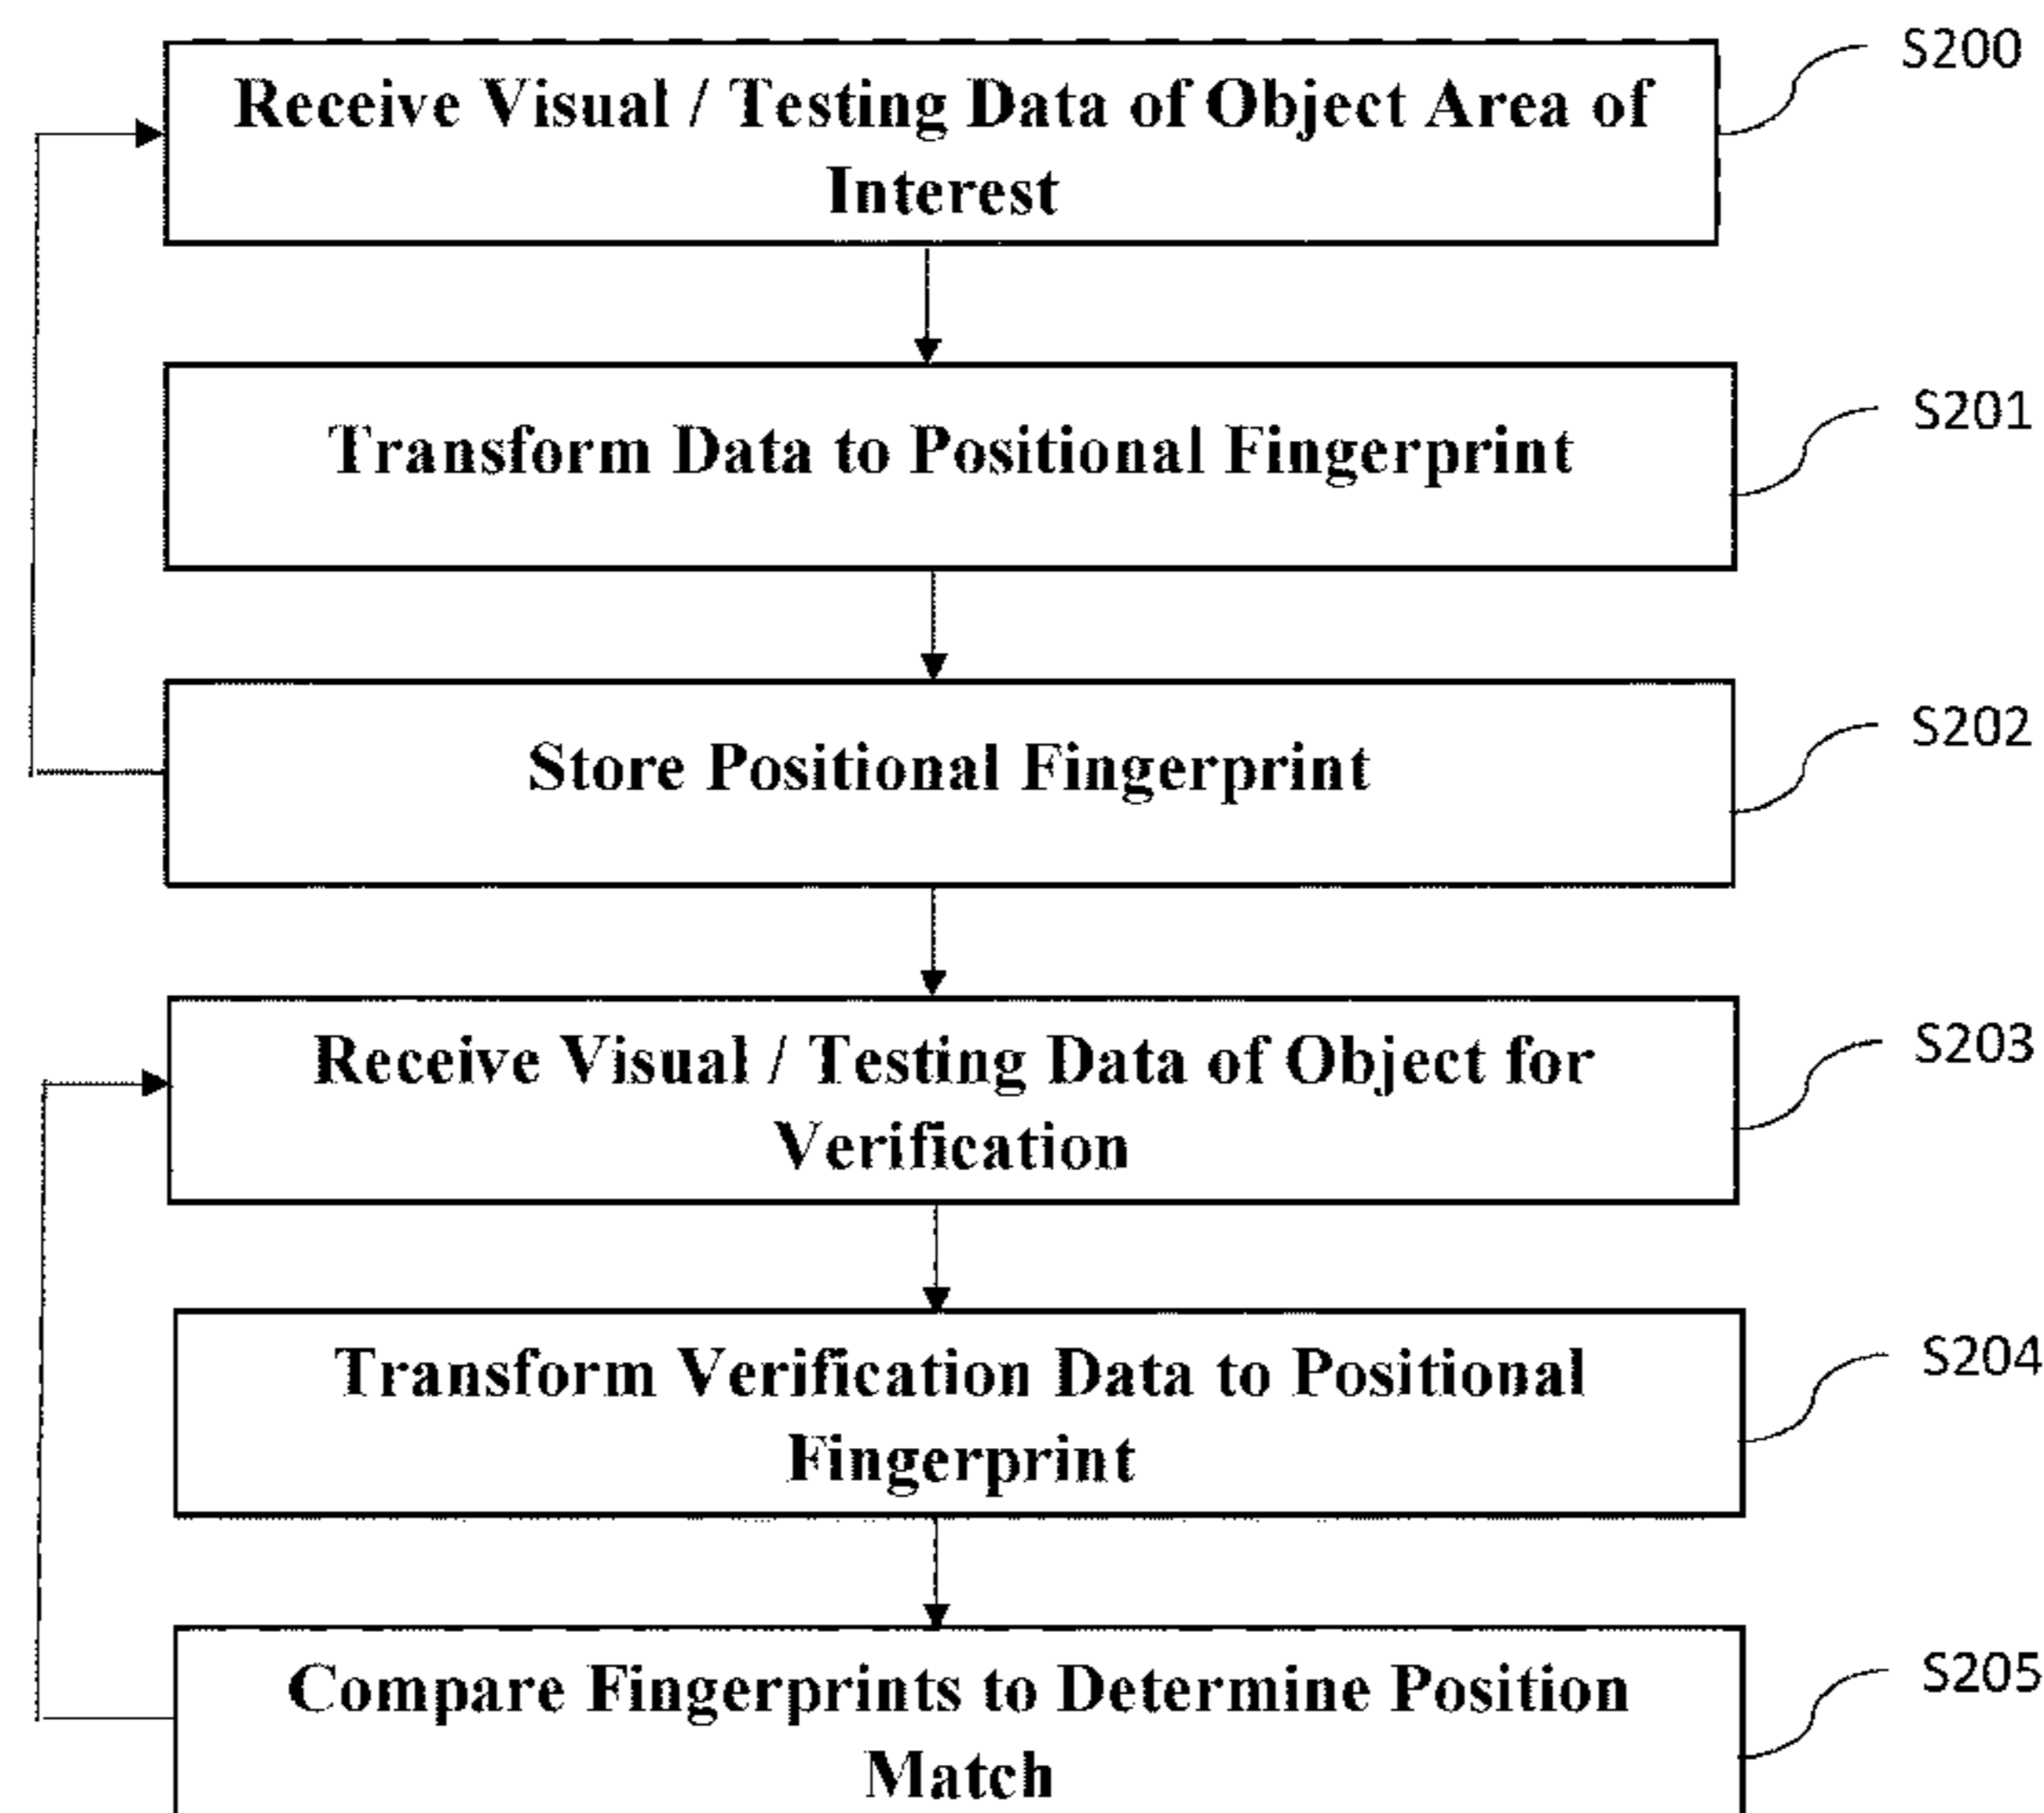 S200
Receive Visual / Testing Data of Object Area of
Interest
S201
Transform Data to Positional Fingerprint
S202
Store Positional Fingerprint
S203
Receive Visual / Testing Data of Object for
Verification
S204
Transform Verification Data to Positional
Fingerprint
S205
Compare Fingerprints to Determine Position
Match